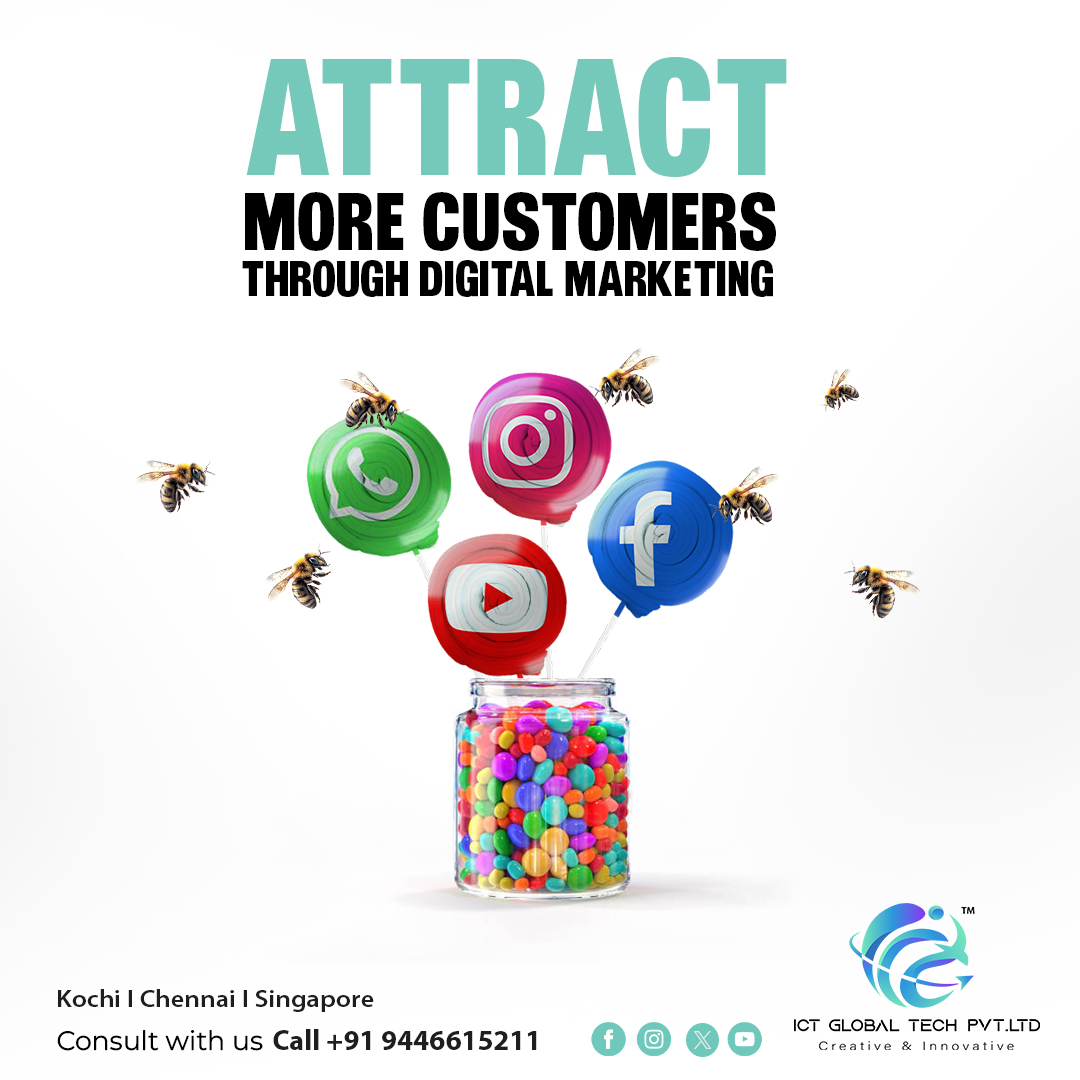 ATTRACT
MORE CUSTOMERS
THROUGH DIGITAL MARKETING
TM
Kochi I Chennai I Singapore
Consult with us Call +91 9446615211
ICT GLOBAL TECH PVT.LTD
Creative & Innovative